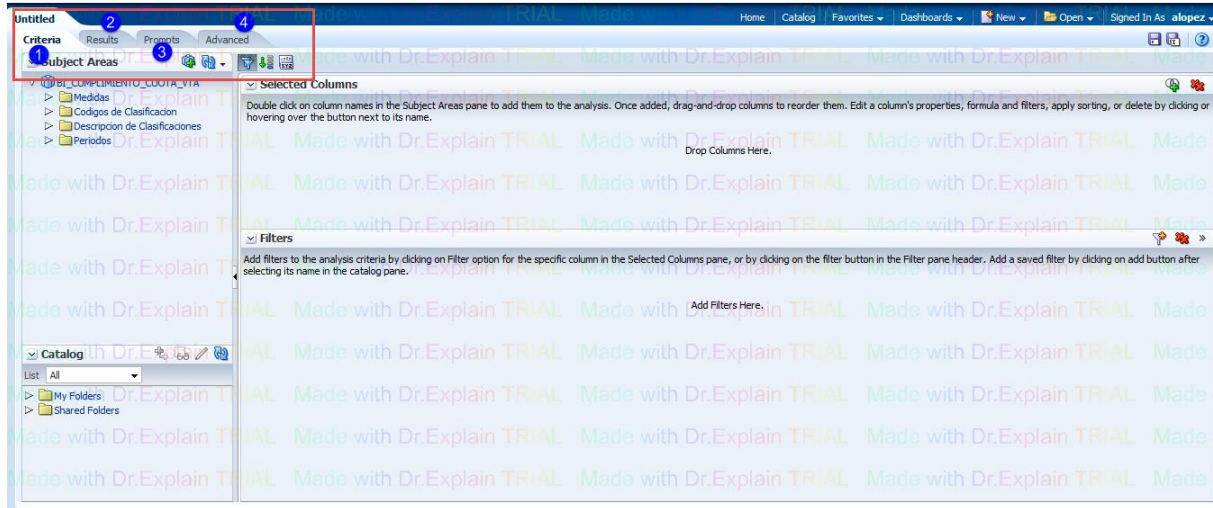 Untitled
Home Catalog Favorites Dashboards New Open Signed In As alopez
Criteria Results Prompts Advanced
1 2 3 4
Subject Areas
BI_CUMPLIMIENTO_CUOTA_VTA
Medidas
Codigos de Clasificacion
Descripcion de Clasificaciones
Periodos
Selected Columns
Double click on column names in the Subject Areas pane to add them to the analysis. Once added, drag-and-drop columns to reorder them. Edit a column's properties, formula and filters, apply sorting, or delete by clicking or
hovering over the button next to its name.
Drop Columns Here.
Filters
Add filters to the analysis criteria by clicking on Filter option for the specific column in the Selected Columns pane, or by clicking on the filter button in the Filter pane header. Add a saved filter by clicking on add button after
selecting its name in the catalog pane.
Add Filters Here.
Catalog
List All
My Folders
Shared Folders
Made with Dr.Explain TRIAL